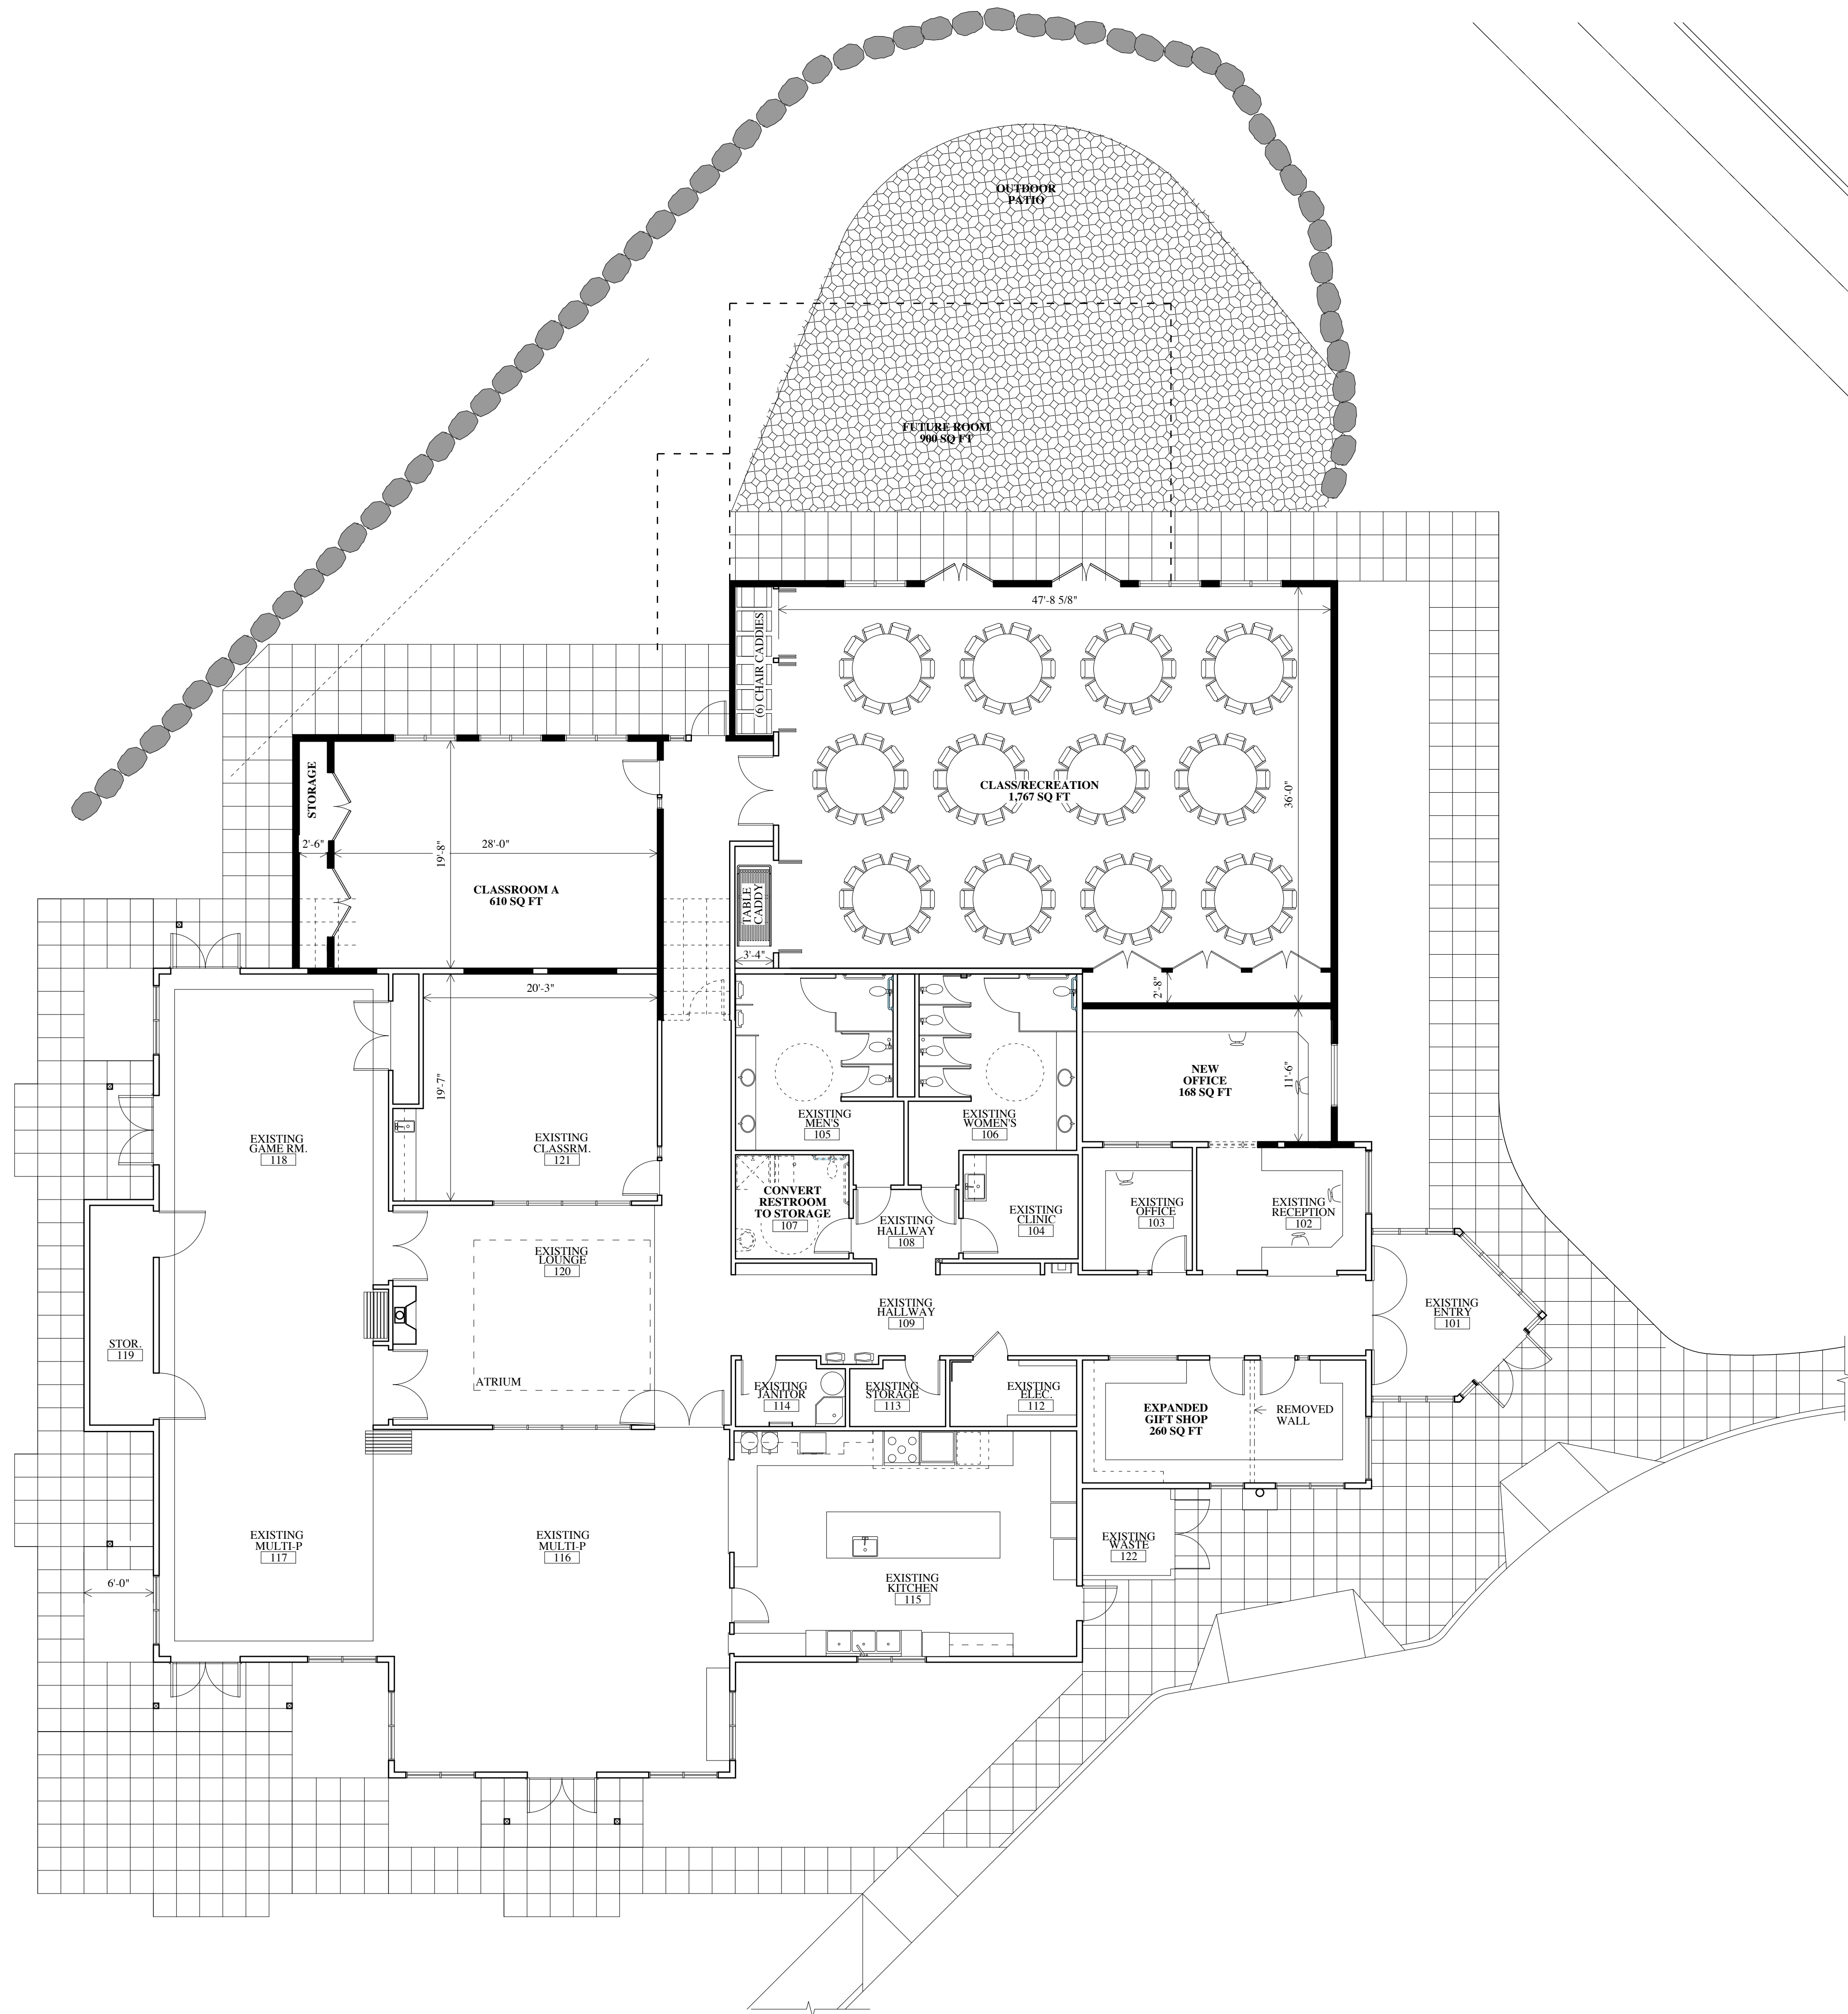 OUTDOOR
PATIO
FUTURE ROOM
900 SQ FT
47'-8 5/8"
(6) CHAIR CADDIES
36'-0"
CLASS/RECREATION
1,767 SQ FT
STORAGE
2'-6"
28'-0"
19'-8"
CLASSROOM A
610 SQ FT
TABLE
CADDY
3'-4"
2'-8"
20'-3"
19'-7"
NEW
OFFICE
168 SQ FT
11'-6"
EXISTING
GAME RM.
118
EXISTING
CLASSRM.
121
EXISTING
MEN'S
105
EXISTING
WOMEN'S
106
CONVERT
RESTROOM
TO STORAGE
107
EXISTING
HALLWAY
108
EXISTING
CLINIC
104
EXISTING
OFFICE
103
EXISTING
RECEPTION
102
EXISTING
LOUNGE
120
EXISTING
HALLWAY
109
EXISTING
ENTRY
101
STOR.
119
ATRIUM
EXISTING
JANITOR
114
EXISTING
STORAGE
113
EXISTING
ELEC.
112
EXPANDED
GIFT SHOP
260 SQ FT
REMOVED
WALL
EXISTING
MULTI-P
117
EXISTING
MULTI-P
116
EXISTING
KITCHEN
115
EXISTING
WASTE
122
6'-0"